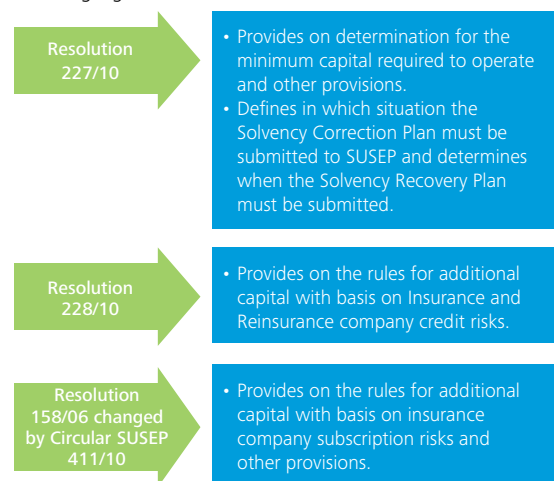 Resolution
227/10
• Provides on determination for the
minimum capital required to operate
and other provisions.
• Defines in which situation the
Solvency Correction Plan must be
submitted to SUSEP and determines
when the Solvency Recovery Plan
must be submitted.
Resolution
228/10
• Provides on the rules for additional
capital with basis on Insurance and
Reinsurance company credit risks.
Resolution
158/06 changed
by Circular SUSEP
411/10
• Provides on the rules for additional
capital with basis on insurance
company subscription risks and
other provisions.